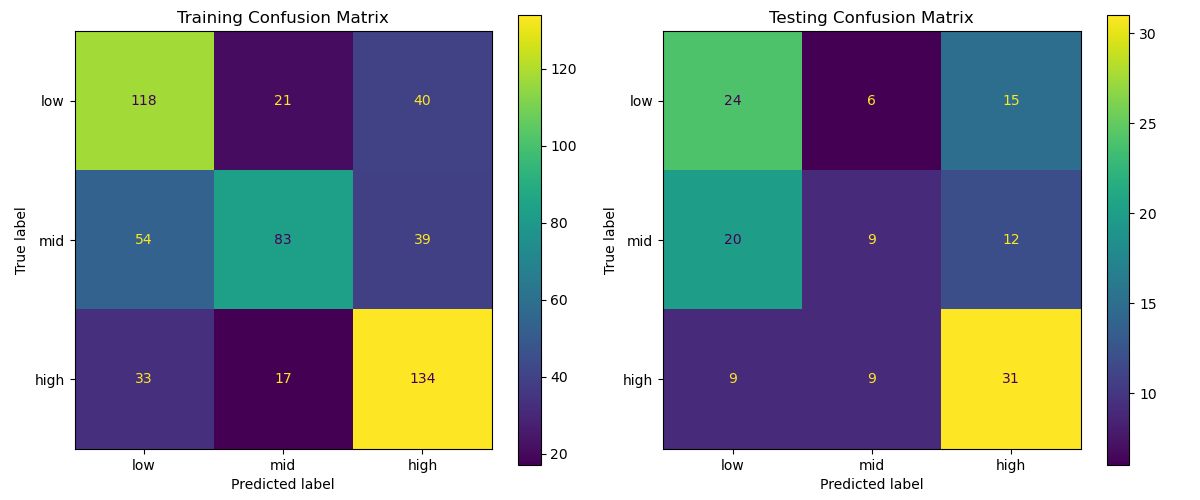 Training Confusion Matrix
low 118 21 40
mid 54 83 39
high 33 17 134
low mid high
Predicted label
True label
120
100
80
60
40
20
Testing Confusion Matrix
low 24 6 15
mid 20 9 12
high 9 9 31
low mid high
Predicted label
True label
30
25
20
15
10